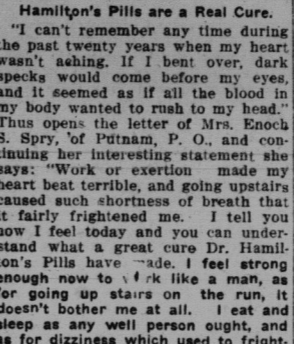 Hamilton's Pills are a Real Cure.
"I can't remember any time during
the past twenty years when my heart
wasn't aching. If I bent over, dark
specks would come before my eyes,
and it seemed as if all the blood in
my body wanted to rush to my head."
Thus opens the letter of Mrs. Enoch
S. Spry, of Putnam, P. O., and con-
tinuing her interesting statement she
says: "Work or exertion made my
heart beat terrible, and going upstairs
caused such shortness of breath that
it fairly frightened me. I tell you
how I feel today and you can under-
stand what a great cure Dr. Hamil-
ton's Pills have made. I feel strong
enough now to work like a man, as
for going up stairs on the run, it
doesn't bother me at all. I eat and
sleep as any well person ought, and
as for dizziness which used to fright-